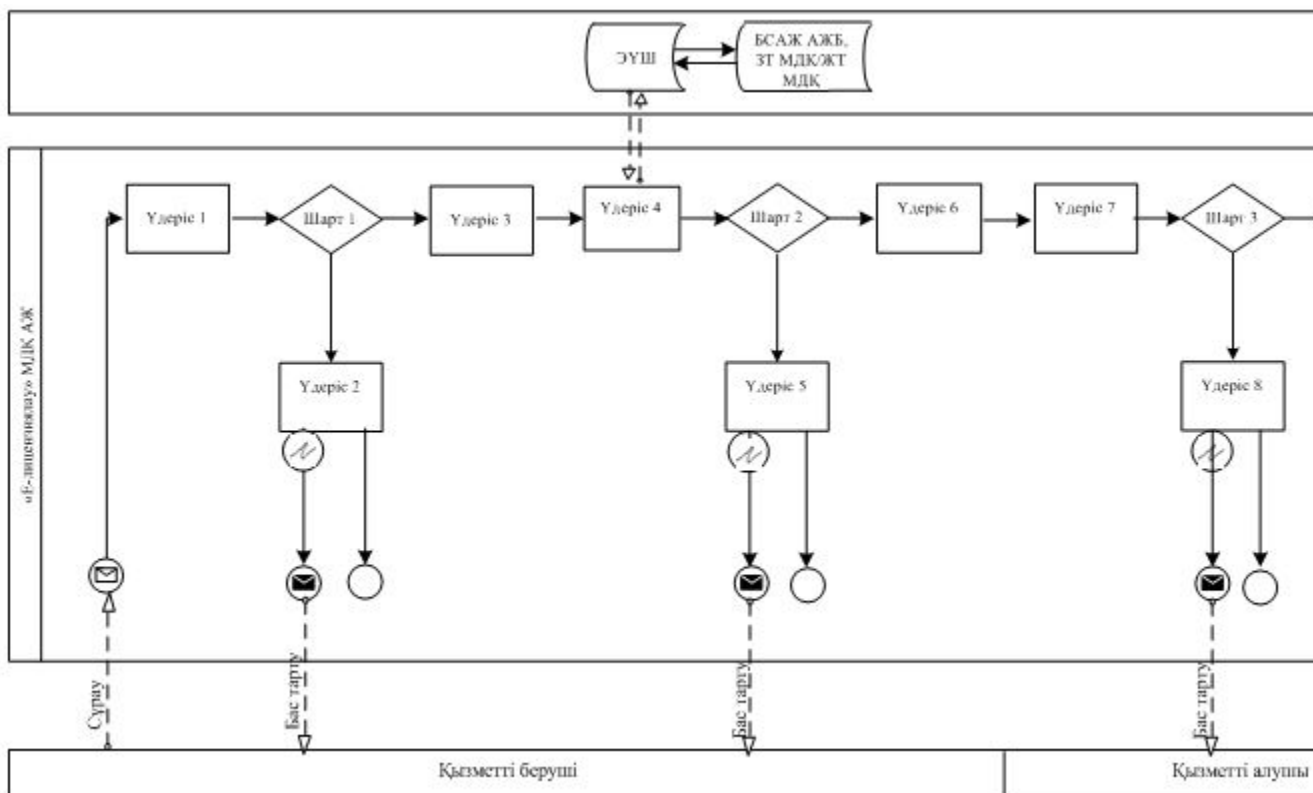 ЭҮШ
БСАЖ АЖБ,
ЗТ МДК/ЖТ
МДҚ
«Е-лицензиялау» МДҚ АЖ
Үдеріс 1
Шарт 1
Үдеріс 3
Үдеріс 4
Шарт 2
Үдеріс 6
Үдеріс 7
Шарт 3
Үдеріс 2
Үдеріс 5
Үдеріс 8
Сұрау
Бас тарту
Бас тарту
Бас тарту
Қызметті беруші
Қызметті алушы